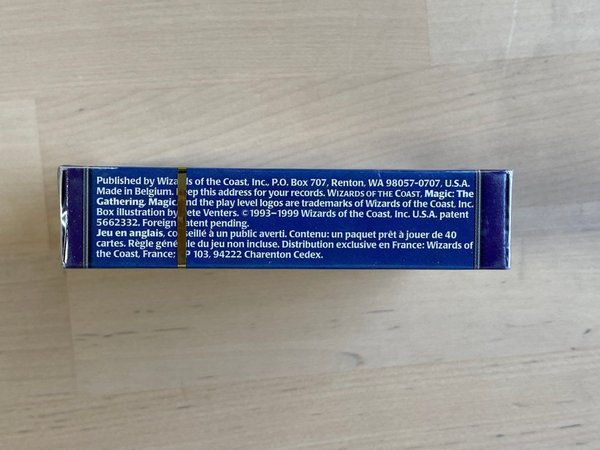 Published by Wizards of the Coast, Inc., P.O. Box 707, Renton, WA 98057-0707, U.S.A.
Made in Belgium. Keep this address for your records. WIZARDS OF THE COAST, Magic: The
Gathering, Magic, and the play level logos are trademarks of Wizards of the Coast, Inc.
Box illustration by Pete Venters. ©1993–1999 Wizards of the Coast, Inc. U.S.A. patent
5662332. Foreign patent pending.
Jeu en anglais, conseillé à un public averti. Contenu: un paquet prêt à jouer de 40
cartes. Règle générale du jeu non incluse. Distribution exclusive en France: Wizards of
the Coast, France; BP 103, 94222 Charenton Cedex.